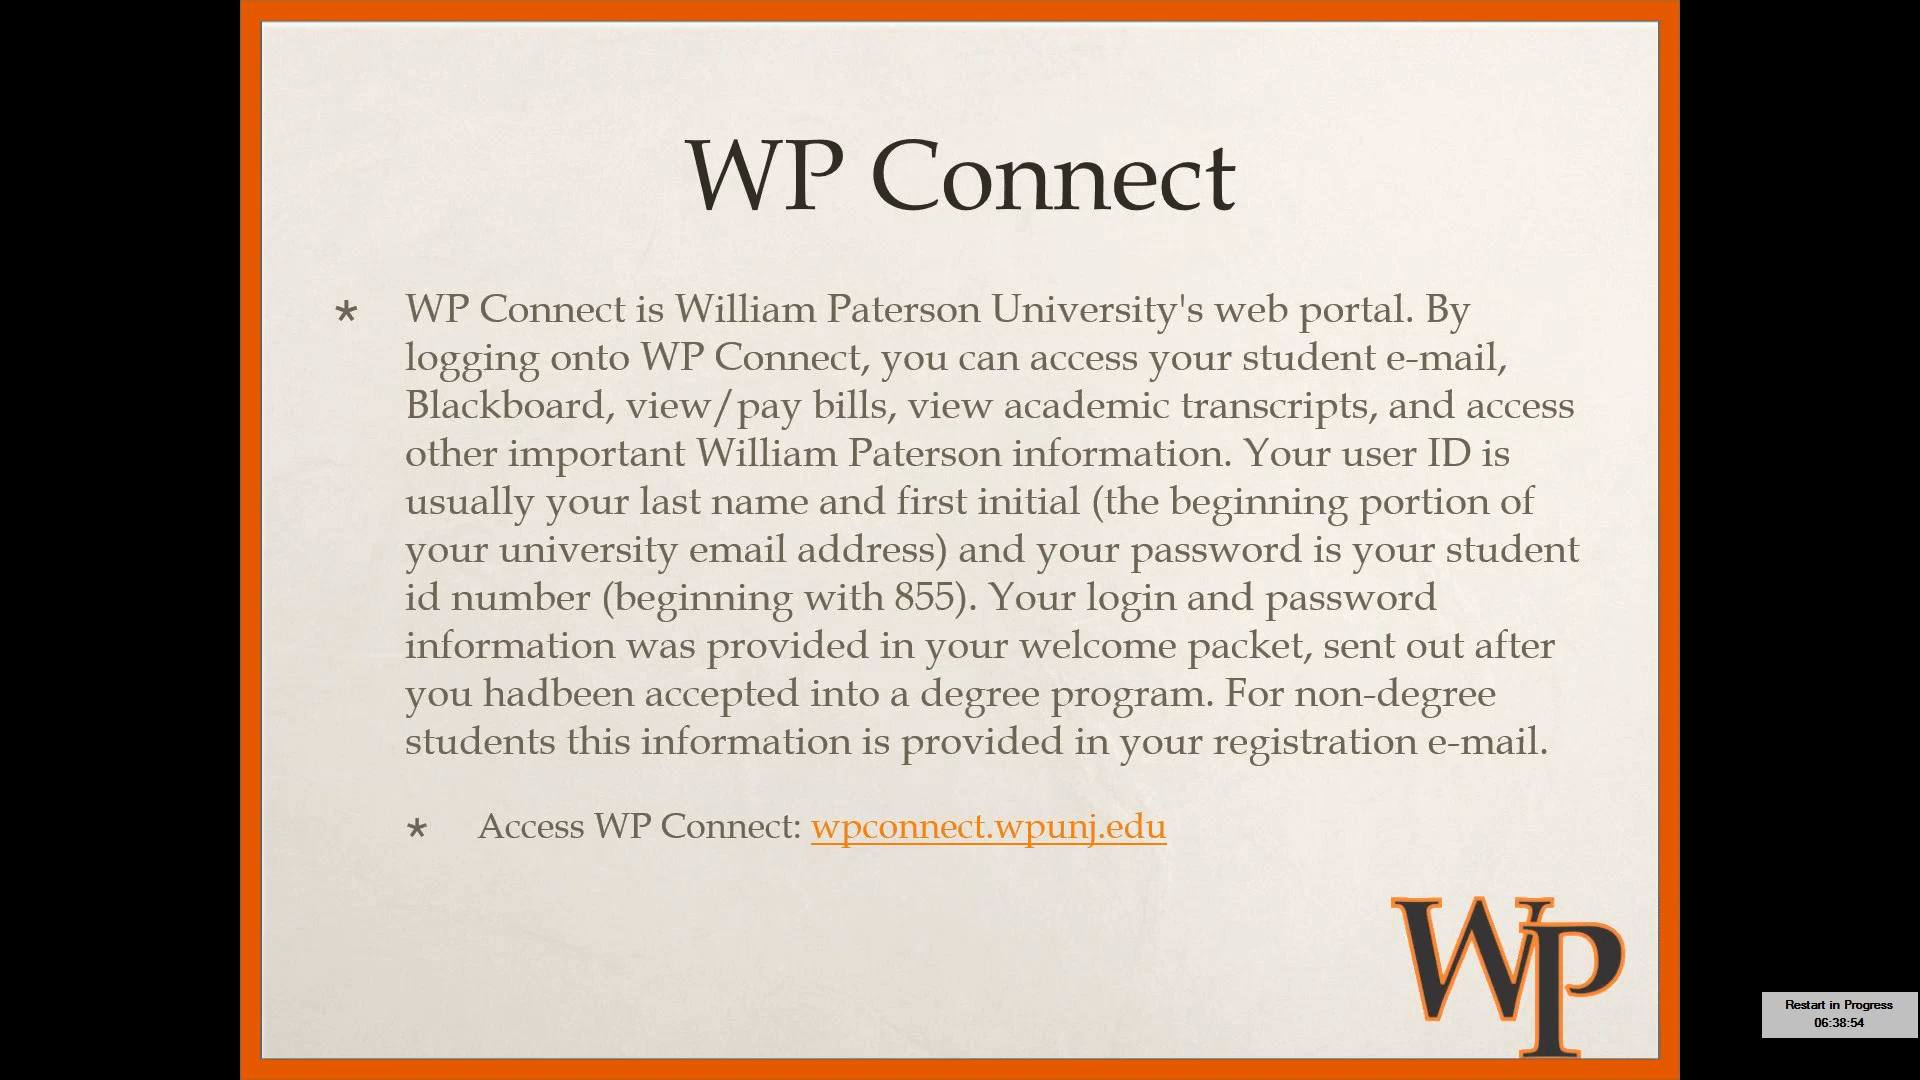 WP Connect
* WP Connect is William Paterson University's web portal. By
logging onto WP Connect, you can access your student e-mail,
Blackboard, view/pay bills, view academic transcripts, and access
other important William Paterson information. Your user ID is
usually your last name and first initial (the beginning portion of
your university email address) and your password is your student
id number (beginning with 855). Your login and password
information was provided in your welcome packet, sent out after
you hadbeen accepted into a degree program. For non-degree
students this information is provided in your registration e-mail.
* Access WP Connect: wpconnect.wpunj.edu
WP
Restart in Progress
06:38:54